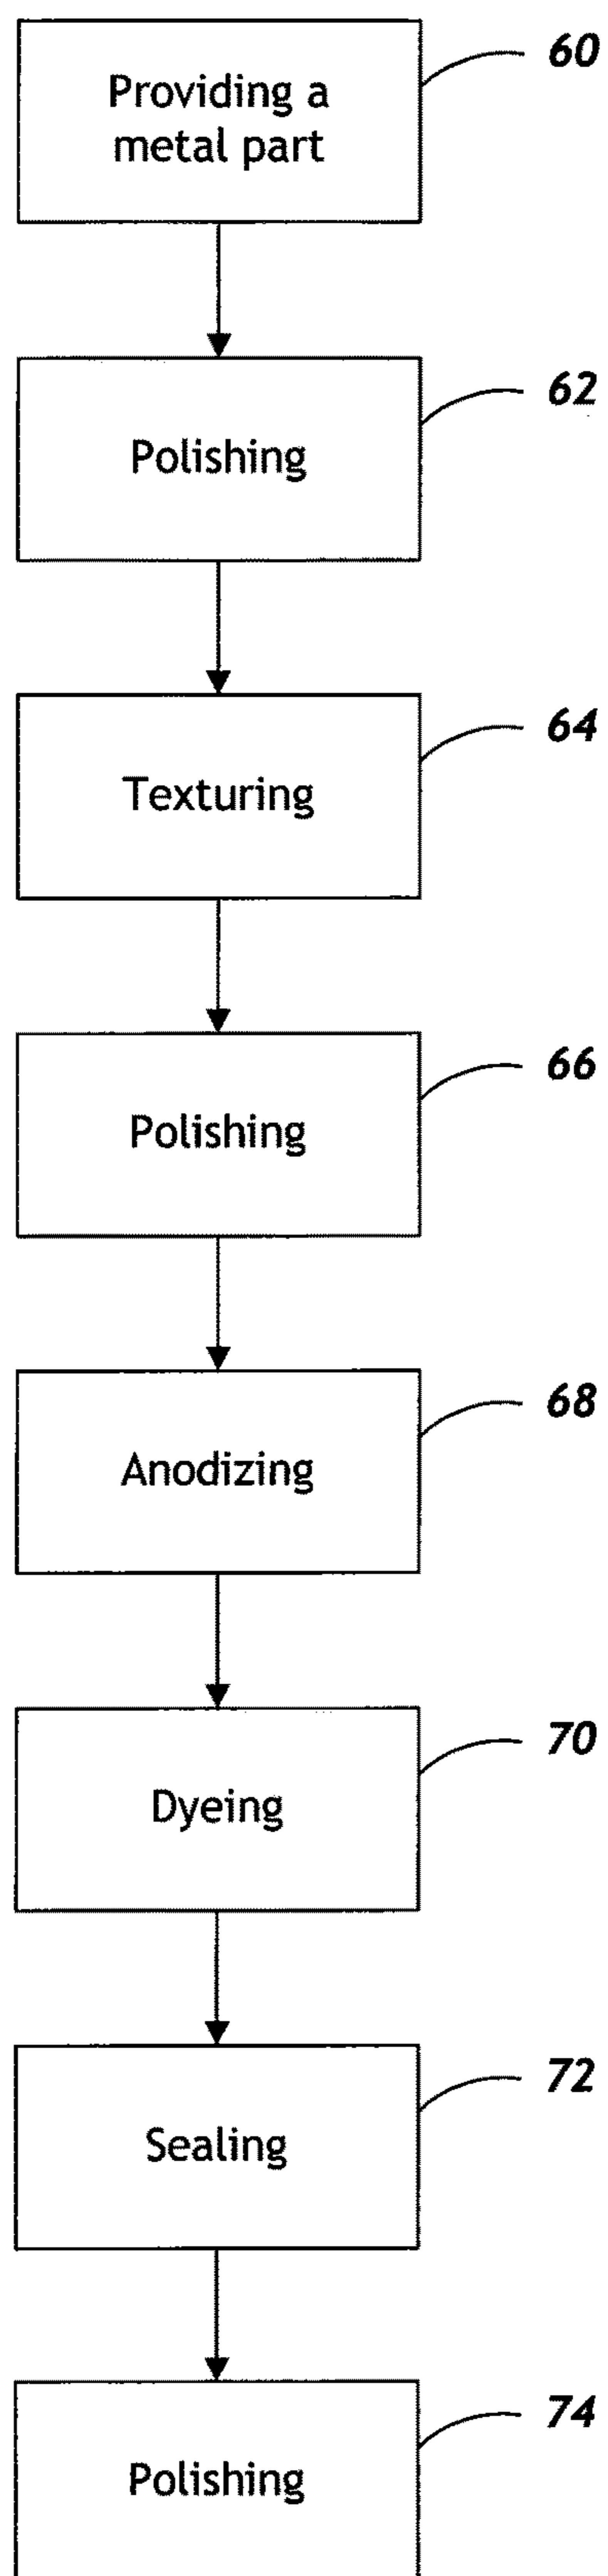 Providing a
metal part
60
Polishing
62
Texturing
64
Polishing
66
Anodizing
68
Dyeing
70
Sealing
72
Polishing
74